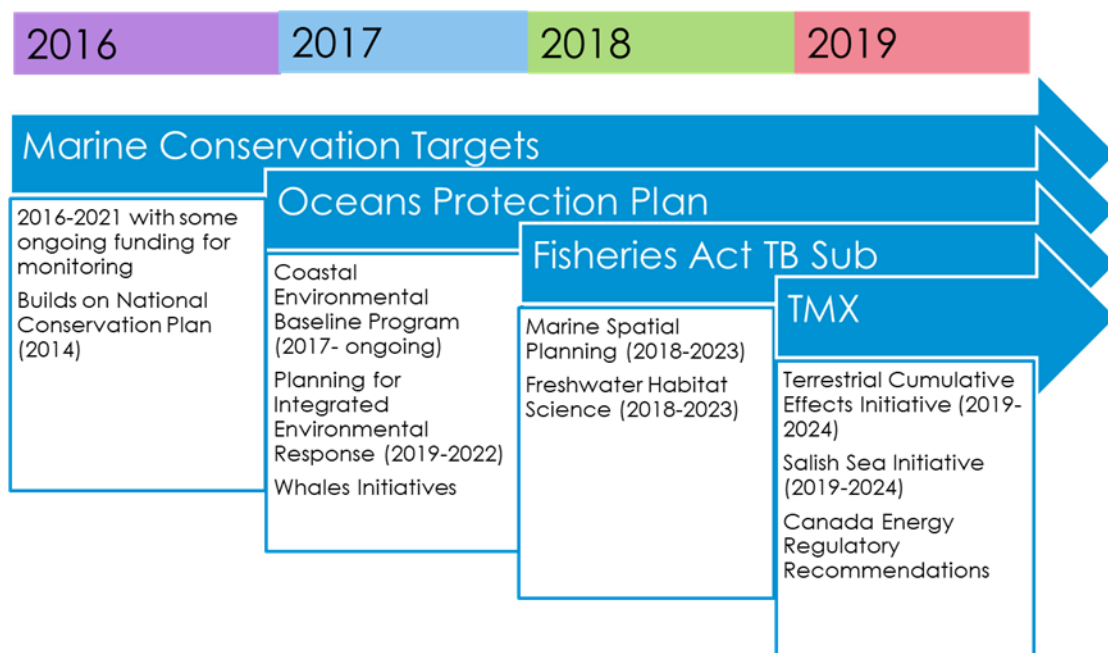 2016
2017
2018
2019
Marine Conservation Targets
2016-2021 with some
ongoing funding for
monitoring
Builds on National
Conservation Plan
(2014)
Oceans Protection Plan
Coastal
Environmental
Baseline Program
(2017- ongoing)
Planning for
Integrated
Environmental
Response (2019-2022)
Whales Initiatives
Fisheries Act TB Sub
Marine Spatial
Planning (2018-2023)
Freshwater Habitat
Science (2018-2023)
TMX
Terrestrial Cumulative
Effects Initiative (2019-
2024)
Salish Sea Initiative
(2019-2024)
Canada Energy
Regulatory
Recommendations